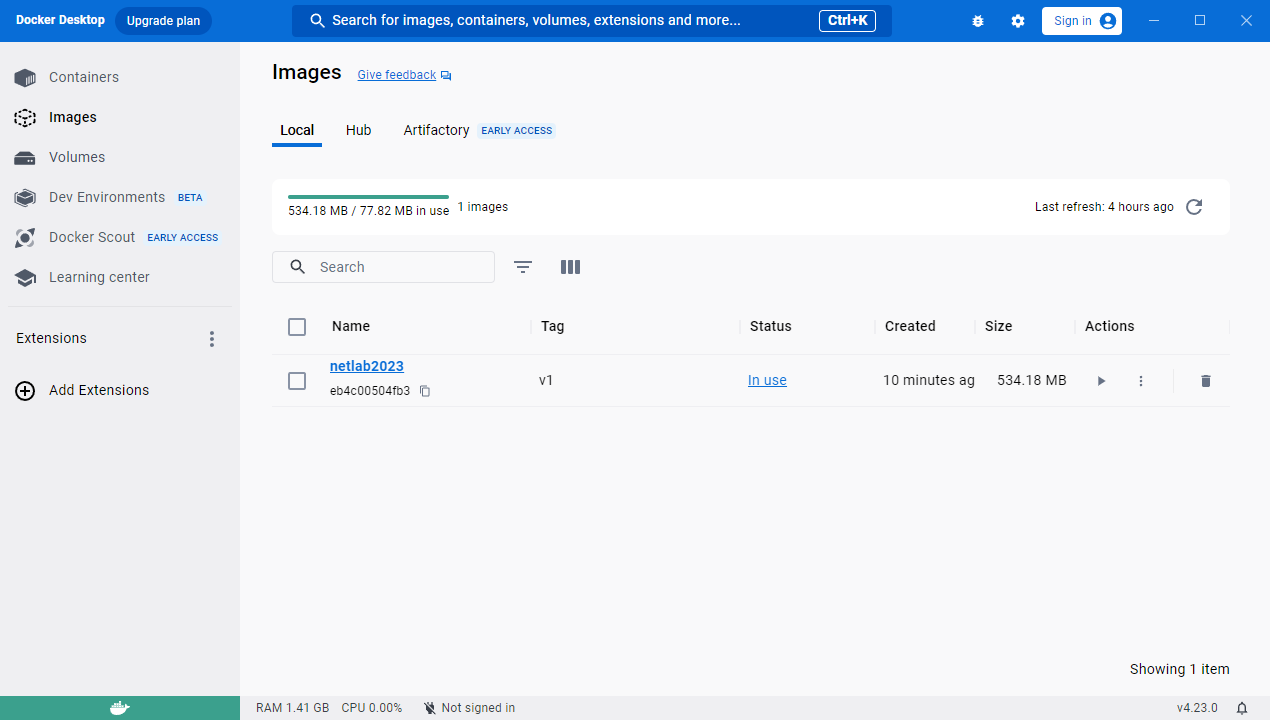 Docker Desktop
Upgrade plan
Search for images, containers, volumes, extensions and more...
Ctrl+K
Sign in
Containers
Images
Volumes
Dev Environments BETA
Docker Scout EARLY ACCESS
Learning center
Extensions
Add Extensions
Images
Give feedback
Local
Hub
Artifactory EARLY ACCESS
534.18 MB / 77.82 MB in use
1 images
Last refresh: 4 hours ago
Search
Name
Tag
Status
Created
Size
Actions
netlab2023
eb4c00504fb3
v1
In use
10 minutes ag
534.18 MB
Showing 1 item
RAM 1.41 GB
CPU 0.00%
Not signed in
v4.23.0